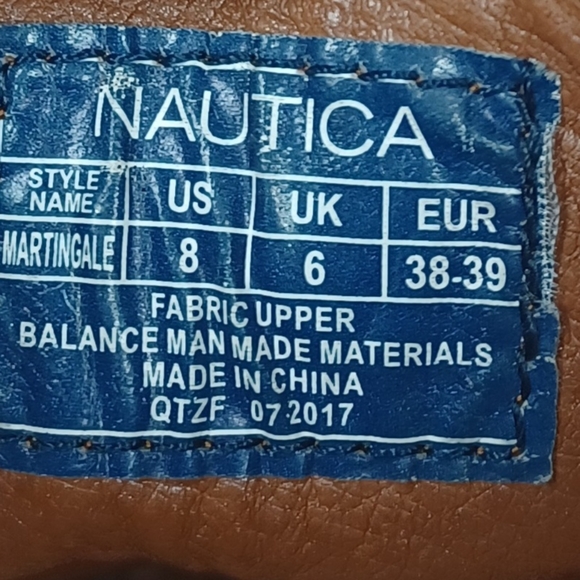 NAUTICA
STYLE NAME. US UK EUR
MARTINGALE 8 6 38-39
FABRIC UPPER
BALANCE MAN MADE MATERIALS
MADE IN CHINA
QTZF 07 2017